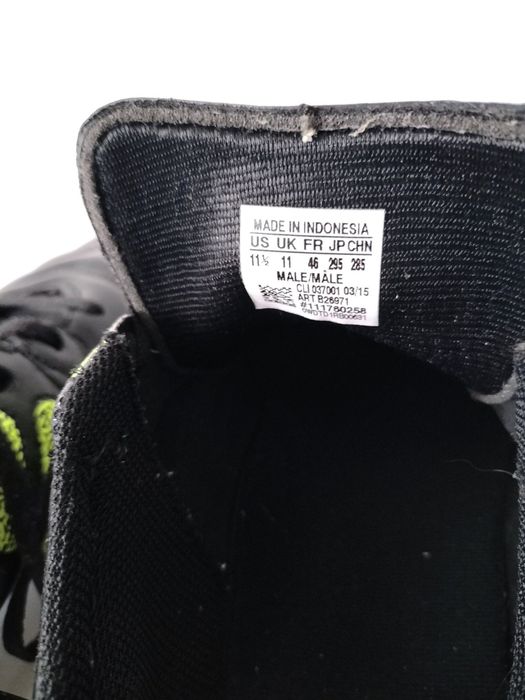 MADE IN INDONESIA
US UK FR JP CHN
11½ 11 46 295 285
MALE/MÂLE
CLI 037001 03/15
ART B26971
#111780258